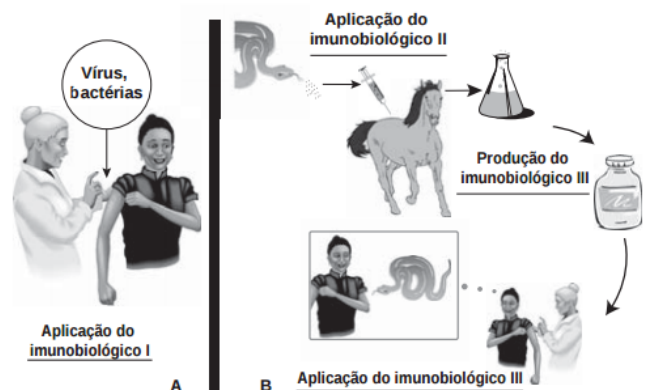 Vírus,
bactérias
Aplicação do
imunobiológico I
A
Aplicação do
imunobiológico II
Produção do
imunobiológico III
Aplicação do imunobiológico III
B